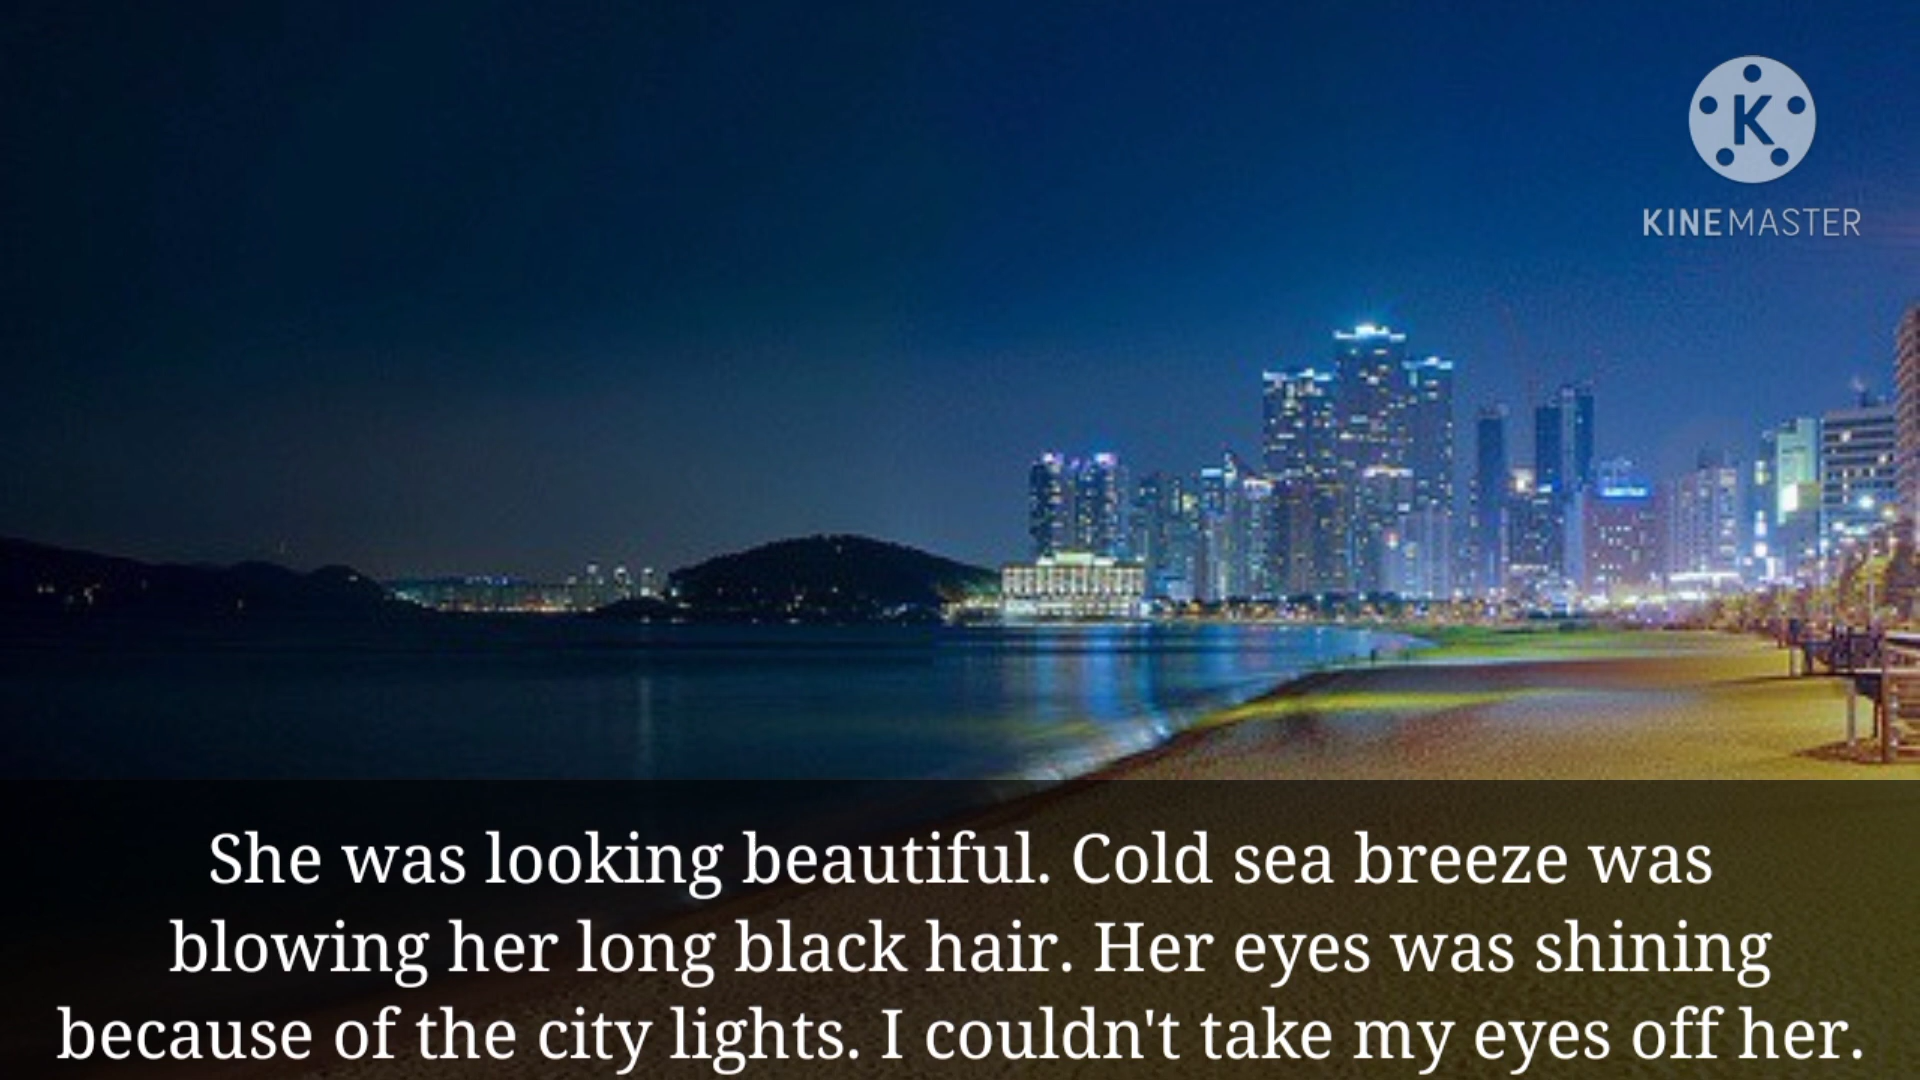 K
KINEMASTER
She was looking beautiful. Cold sea breeze was
blowing her long black hair. Her eyes was shining
because of the city lights. I couldn't take my eyes off her.